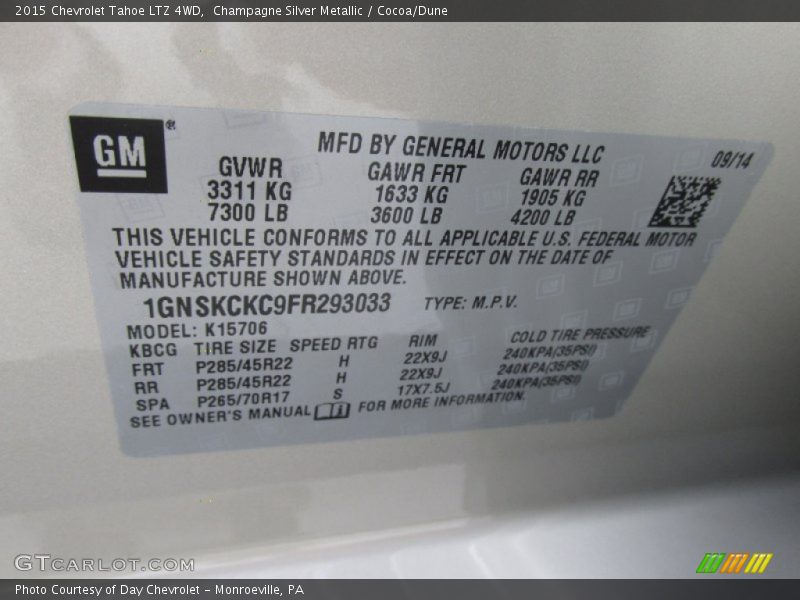 2015 Chevrolet Tahoe LTZ 4WD, Champagne Silver Metallic / Cocoa/Dune
GM®
MFD BY GENERAL MOTORS LLC 09/14
GVWR GAWR FRT GAWR RR
3311 KG 1633 KG 1905 KG
7300 LB 3600 LB 4200 LB
THIS VEHICLE CONFORMS TO ALL APPLICABLE U.S. FEDERAL MOTOR
VEHICLE SAFETY STANDARDS IN EFFECT ON THE DATE OF
MANUFACTURE SHOWN ABOVE.
1GNSKCKC9FR293033 TYPE: M.P.V.
MODEL: K15706
KBCG TIRE SIZE SPEED RTG RIM COLD TIRE PRESSURE
FRT P285/45R22 H 22X9J 240KPA(35PSI)
RR P285/45R22 H 22X9J 240KPA(35PSI)
SPA P265/70R17 S 17X7.5J 240KPA(35PSI)
SEE OWNER'S MANUAL i FOR MORE INFORMATION.
GTCARLOT.COM
Photo Courtesy of Day Chevrolet - Monroeville, PA